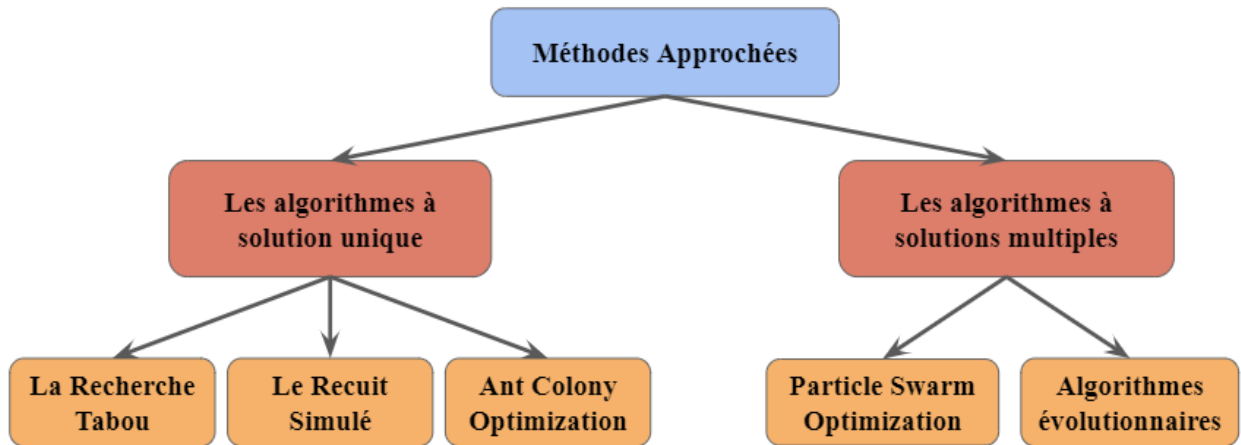 Méthodes Approchées
Les algorithmes à
solution unique
Les algorithmes à
solutions multiples
La Recherche
Tabou
Le Recuit
Simulé
Ant Colony
Optimization
Particle Swarm
Optimization
Algorithmes
évolutionnaires